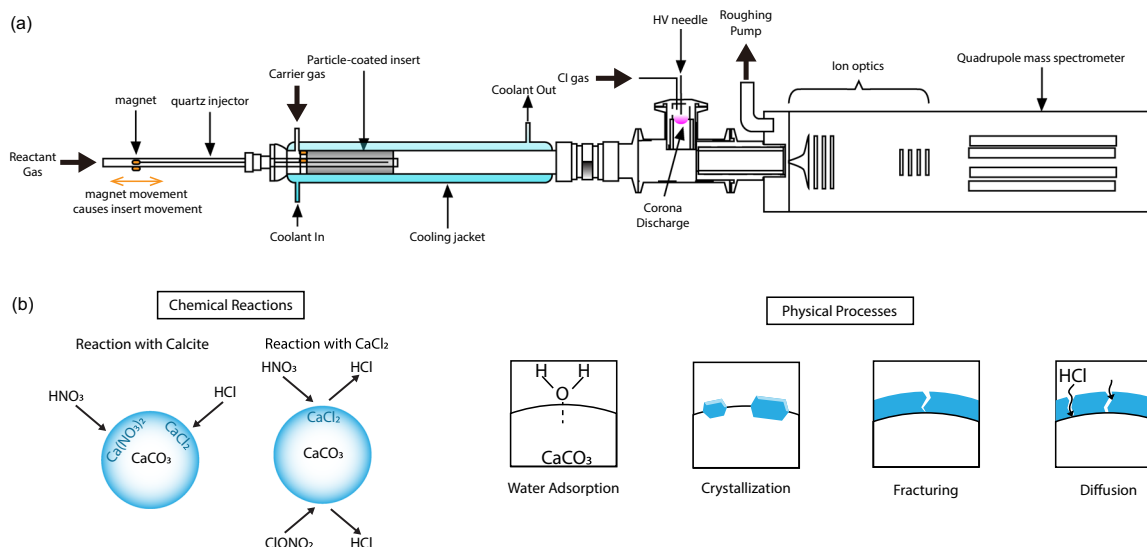 (a)
HV needle
Roughing
Pump
Particle-coated insert
Carrier gas
CI gas
Ion optics
Quadrupole mass spectrometer
magnet
quartz injector
Coolant Out
Reactant
Gas
magnet movement
causes insert movement
Coolant In
Cooling jacket
Corona
Discharge
(b)
Chemical Reactions
Physical Processes
Reaction with Calcite
Reaction with CaCl₂
HNO₃
HCl
Ca(NO₃)₂
CaCl₂
CaCO₃
HNO₃
HCl
CaCl₂
CaCO₃
ClONO₂
HCl
H
H
O
CaCO₃
HCl
Water Adsorption
Crystallization
Fracturing
Diffusion